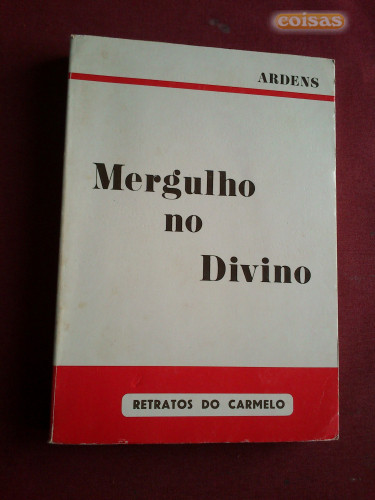 coisas
ARDENS
Mergulho
no
Divino
RETRATOS DO CARMELO